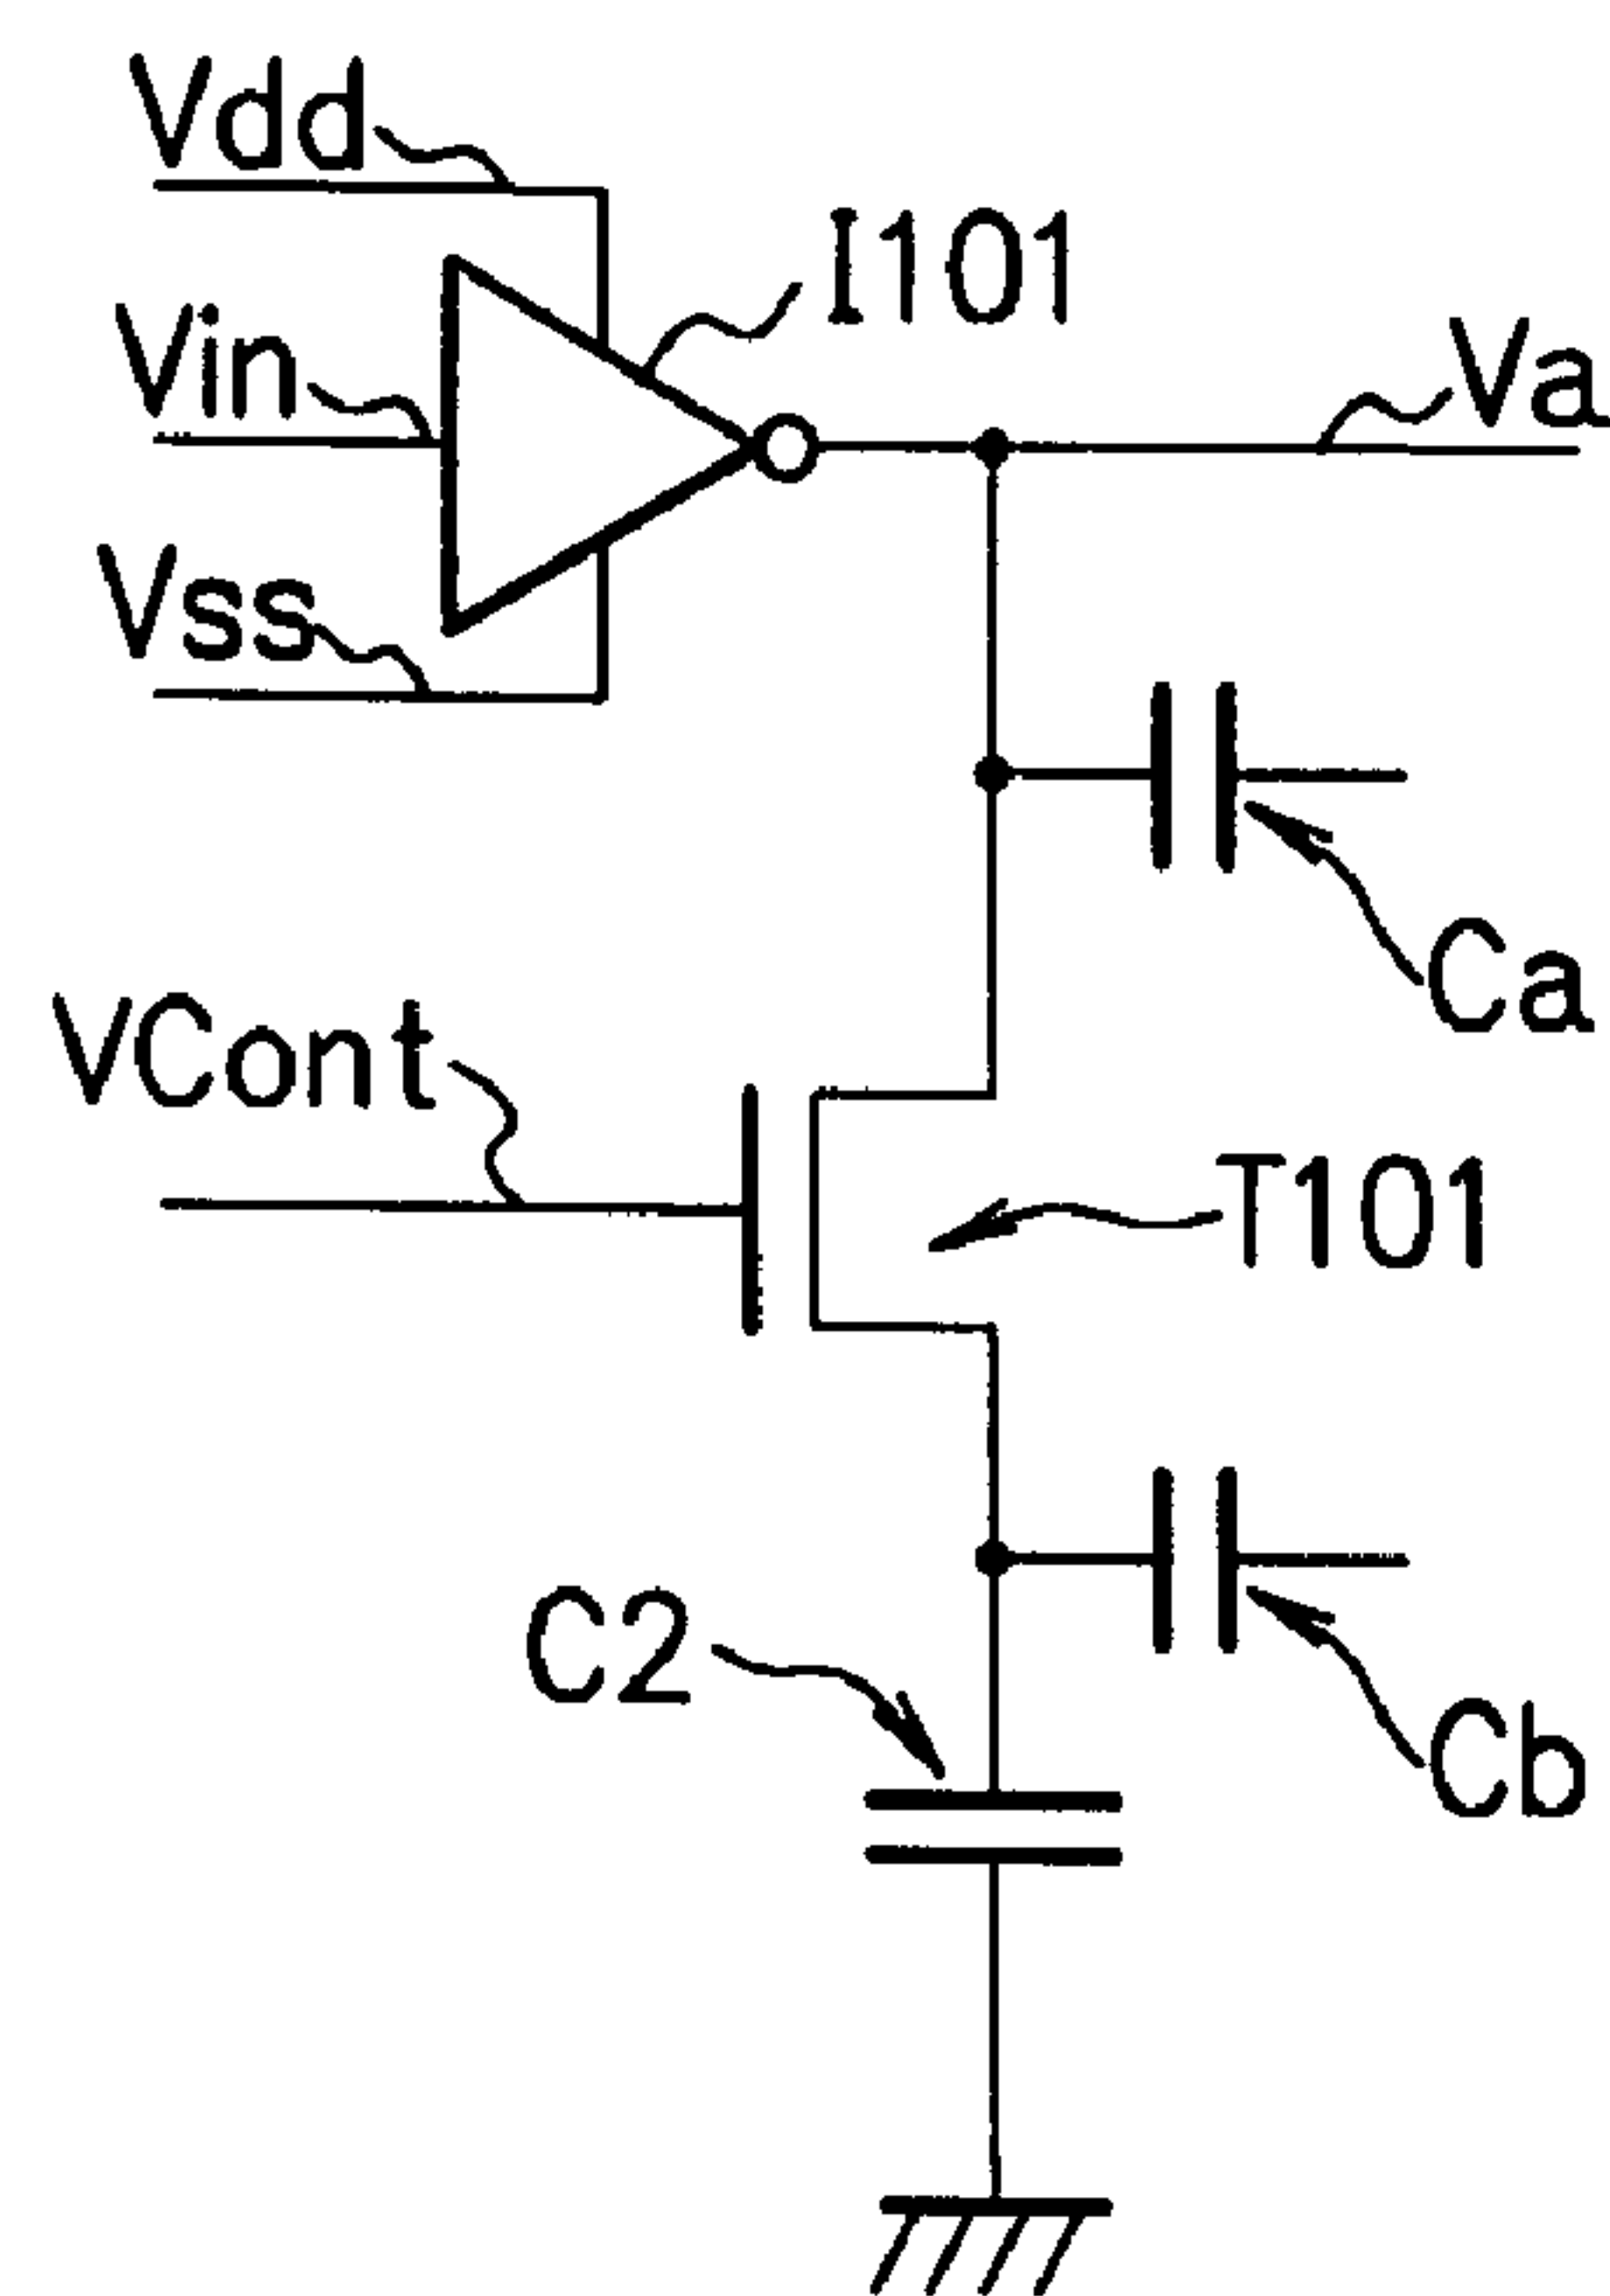 Vdd
I101
Vin
Va
Vss
Ca
VCont
T101
C2
Cb